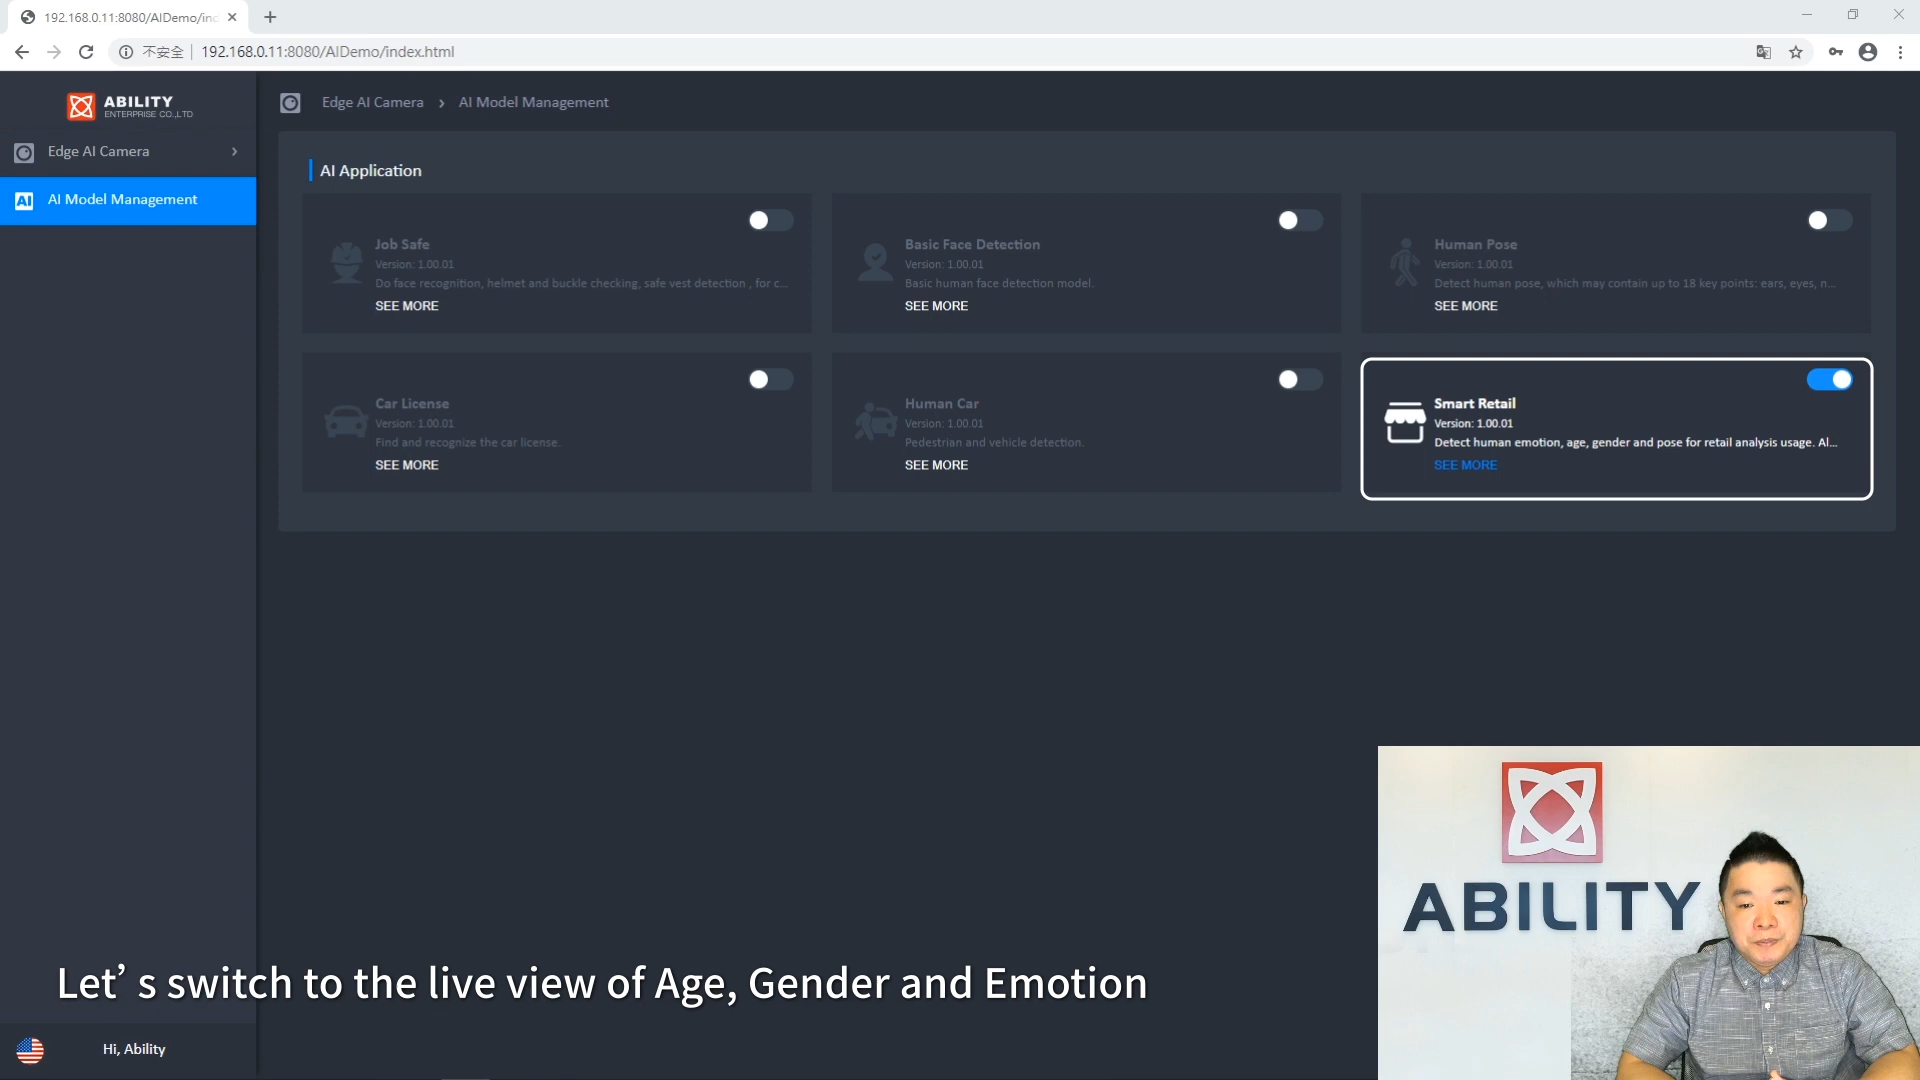 192.168.0.11:8080/AIDemo/ind
不安全
192.168.0.11:8080/AIDemo/index.html
ABILITY
ENTERPRISE CO.,LTD
Edge AI Camera
AI Model Management
Edge AI Camera › AI Model Management
AI Application
Job Safe
Version: 1.00.01
Do face recognition, helmet and buckle checking, safe vest detection , for c...
SEE MORE
Basic Face Detection
Version: 1.00.01
Basic human face detection model.
SEE MORE
Human Pose
Version: 1.00.01
Detect human pose, which may contain up to 18 key points: ears, eyes, n...
SEE MORE
Car License
Version: 1.00.01
Find and recognize the car license.
SEE MORE
Human Car
Version: 1.00.01
Pedestrian and vehicle detection.
SEE MORE
Smart Retail
Version: 1.00.01
Detect human emotion, age, gender and pose for retail analysis usage. Al...
SEE MORE
ABILITY
Let’s switch to the live view of Age, Gender and Emotion
Hi, Ability